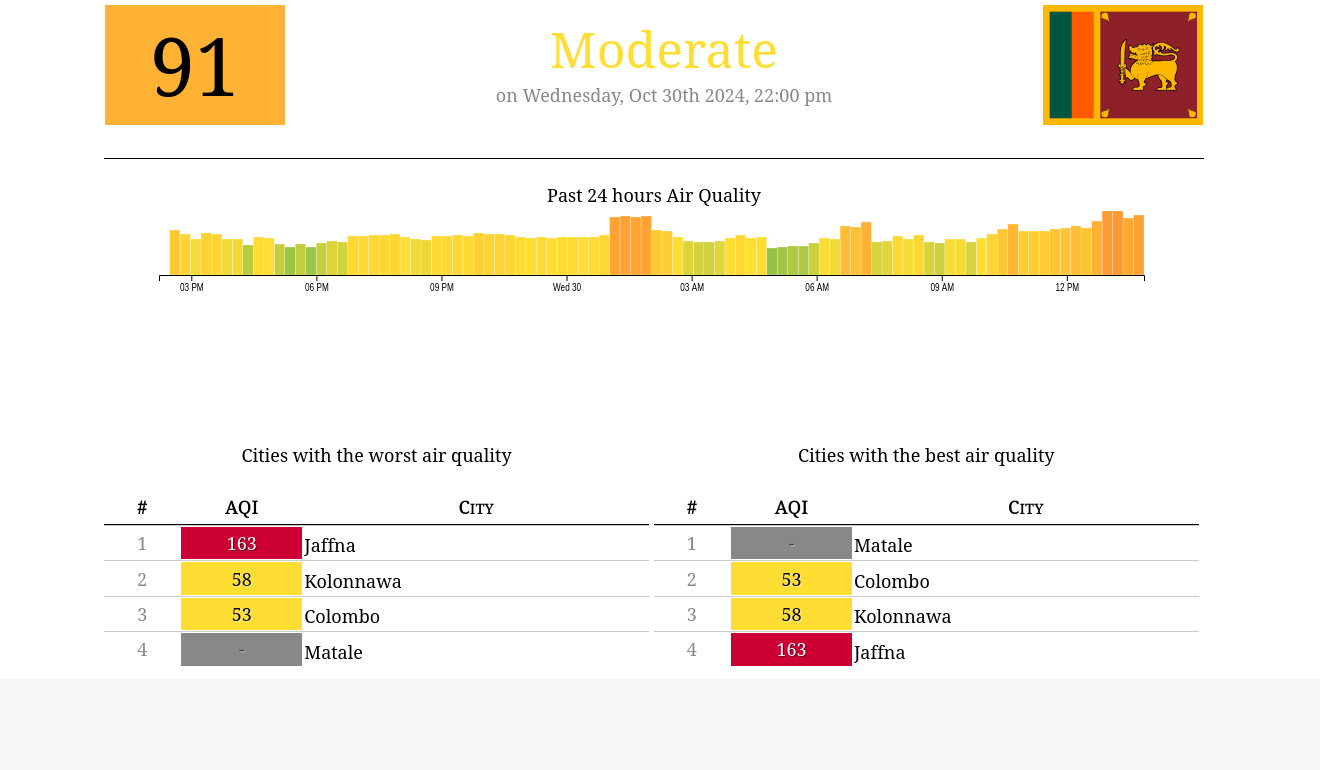 91
Moderate
on Wednesday, Oct 30th 2024, 22:00 pm
Past 24 hours Air Quality
03 PM 06 PM 09 PM Wed 30 03 AM 06 AM 09 AM 12 PM
Cities with the worst air quality
# AQI City
1 163 Jaffna
2 58 Kolonnawa
3 53 Colombo
4 - Matale
Cities with the best air quality
# AQI City
1 - Matale
2 53 Colombo
3 58 Kolonnawa
4 163 Jaffna